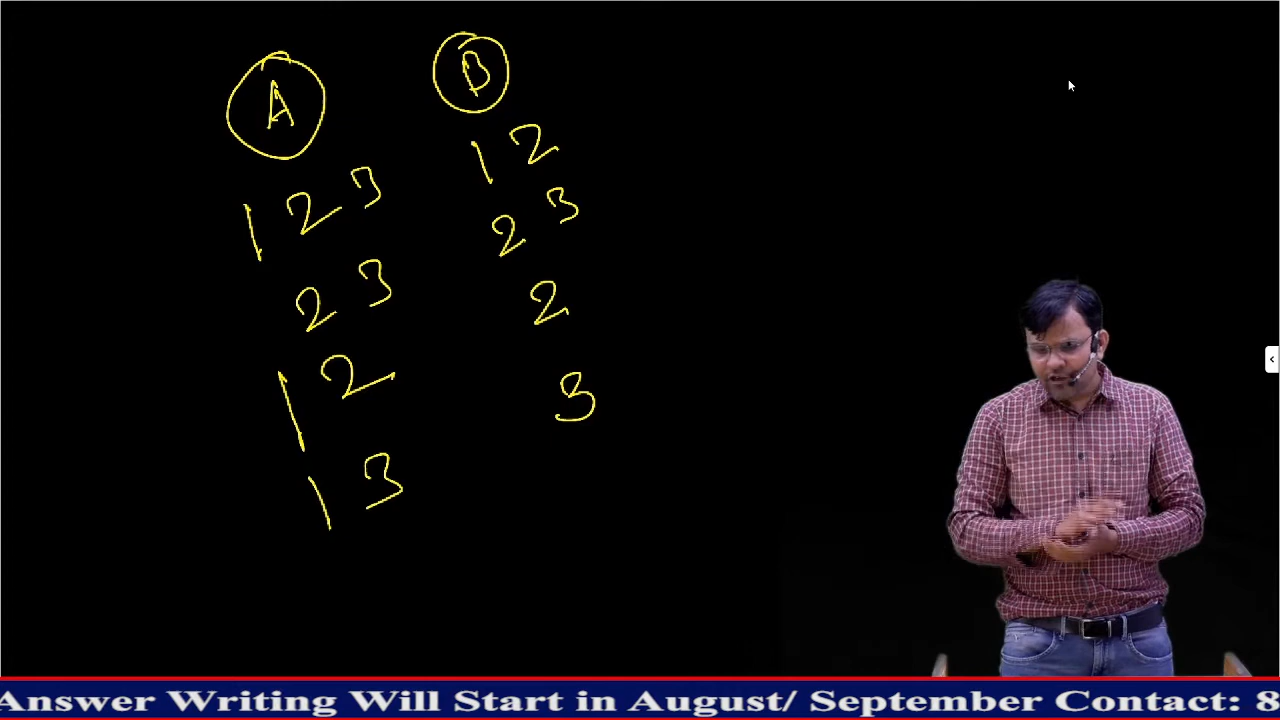 A B
1 2 3
1 2
2 3
2 3
1 2
2
1 3
3
Answer Writing Will Start in August/ September Contact: 8